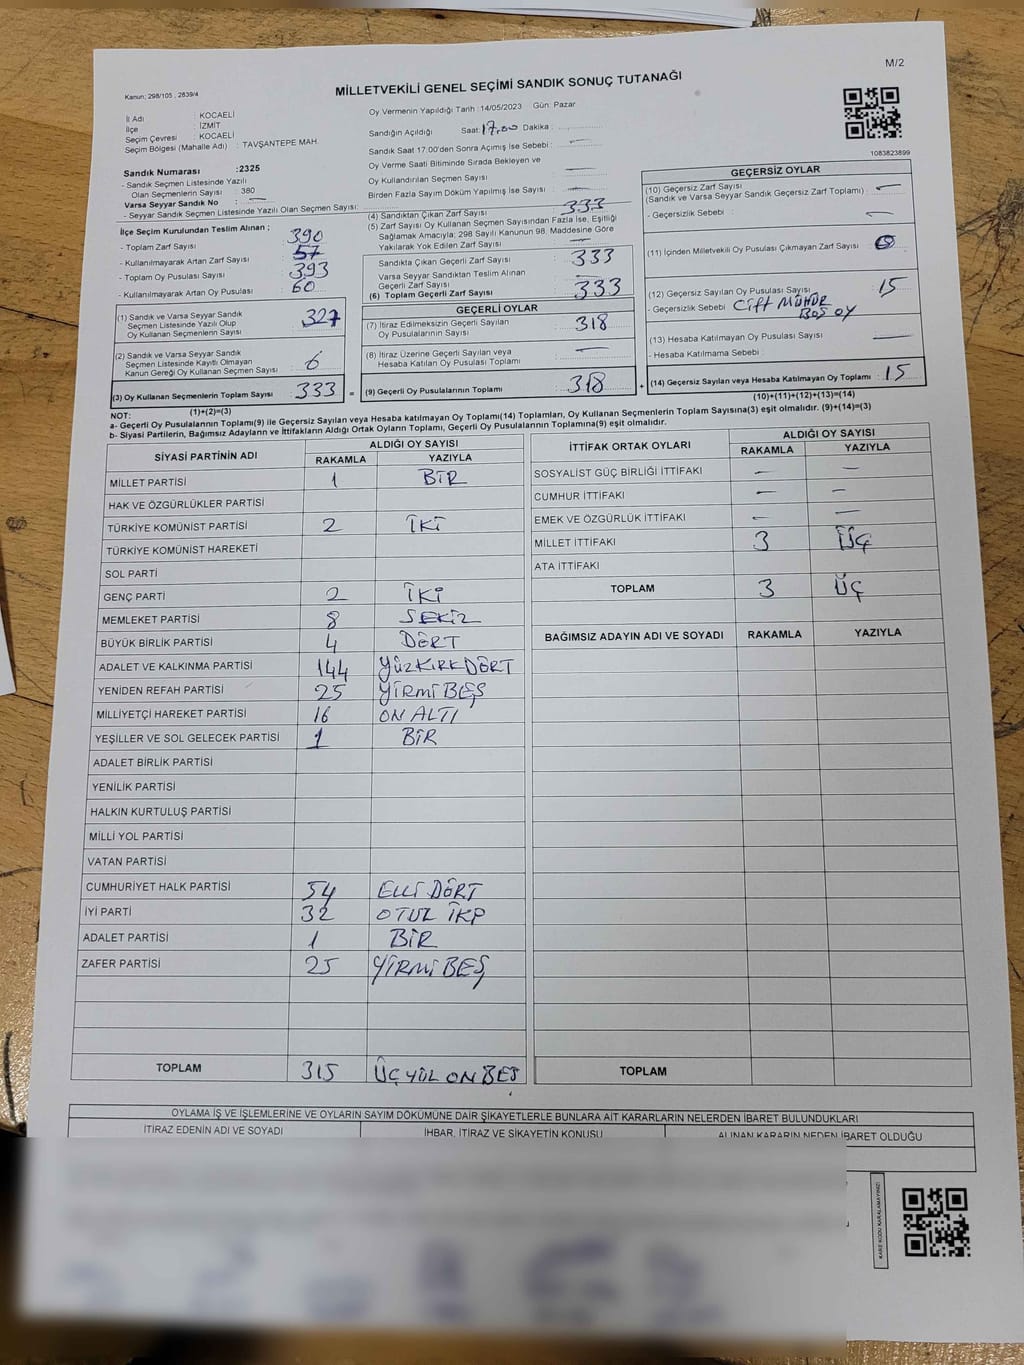 M/2
Kanun; 298/105 , 2839/4
MİLLETVEKİLİ GENEL SEÇİMİ SANDIK SONUÇ TUTANAĞI
İl Adı : KOCAELİ
İlçe : İZMİT
Seçim Çevresi : KOCAELİ
Seçim Bölgesi (Mahalle Adı) : TAVŞANTEPE MAH.
Oy Vermenin Yapıldığı Tarih : 14/05/2023 Gün: Pazar
Sandığın Açıldığı Saat: 17,00 Dakika :
Sandık Saat 17.00'den Sonra Açımış İse Sebebi : —
Oy Verme Saati Bitiminde Sırada Bekleyen ve
Oy Kullandırılan Seçmen Sayısı : —
Birden Fazla Sayım Döküm Yapılmış İse Sayısı : —
1083823899
Sandık Numarası :2325
- Sandık Seçmen Listesinde Yazılı
Olan Seçmenlerin Sayısı : 380
Varsa Seyyar Sandık No : —
- Seyyar Sandık Seçmen Listesinde Yazılı Olan Seçmen Sayısı:
İlçe Seçim Kurulundan Teslim Alınan ;
- Toplam Zarf Sayısı : 390
- Kullanılmayarak Artan Zarf Sayısı : 57
- Toplam Oy Pusulası Sayısı : 393
- Kullanılmayarak Artan Oy Pusulası : 60
(1) Sandık ve Varsa Seyyar Sandık
Seçmen Listesinde Yazılı Olup
Oy Kullanan Seçmenlerin Sayısı : 327
(2) Sandık ve Varsa Seyyar Sandık
Seçmen Listesinde Kayıtlı Olmayan
Kanun Gereği Oy Kullanan Seçmen Sayısı : 6
(3) Oy Kullanan Seçmenlerin Toplam Sayısı : 333 =
(4) Sandıktan Çıkan Zarf Sayısı : 333
(5) Zarf Sayısı Oy Kullanan Seçmen Sayısından Fazla İse, Eşitliği
Sağlamak Amacıyla; 298 Sayılı Kanunun 98. Maddesine Göre
Yakılarak Yok Edilen Zarf Sayısı : —
Sandıkta Çıkan Geçerli Zarf Sayısı : 333
Varsa Seyyar Sandıktan Teslim Alınan
Geçerli Zarf Sayısı : —
(6) Toplam Geçerli Zarf Sayısı : 333
GEÇERLİ OYLAR
(7) İtiraz Edilmeksizin Geçerli Sayılan
Oy Pusulalarının Sayısı : 318
(8) İtiraz Üzerine Geçerli Sayılan veya
Hesaba Katılan Oy Pusulası Toplamı : —
(9) Geçerli Oy Pusulalarının Toplamı : 318 +
GEÇERSİZ OYLAR
(10) Geçersiz Zarf Sayısı : —
(Sandık ve Varsa Seyyar Sandık Geçersiz Zarf Toplamı)
- Geçersizlik Sebebi : —
(11) İçinden Milletvekili Oy Pusulası Çıkmayan Zarf Sayısı :
(12) Geçersiz Sayılan Oy Pusulası Sayısı : 15
- Geçersizlik Sebebi : Çift MÜHÜR
BOŞ OY
(13) Hesaba Katılmayan Oy Pusulası Sayısı : —
- Hesaba Katılmama Sebebi :
(14) Geçersiz Sayılan veya Hesaba Katılmayan Oy Toplamı : 15
(10)+(11)+(12)+(13)=(14)
NOT: (1)+(2)=(3)
a- Geçerli Oy Pusulalarının Toplamı(9) ile Geçersiz Sayılan veya Hesaba katılmayan Oy Toplamı(14) Toplamları, Oy Kullanan Seçmenlerin Toplam Sayısına(3) eşit olmalıdır. (9)+(14)=(3)
b- Siyasi Partilerin, Bağımsız Adayların ve İttifakların Aldığı Ortak Oyların Toplamı, Geçerli Oy Pusulalarının Toplamına(9) eşit olmalıdır.
SİYASİ PARTİNİN ADI
ALDIĞI OY SAYISI
RAKAMLA YAZIYLA
MİLLET PARTİSİ 1 BİR
HAK VE ÖZGÜRLÜKLER PARTİSİ
TÜRKİYE KOMÜNİST PARTİSİ 2 İKİ
TÜRKİYE KOMÜNİST HAREKETİ
SOL PARTİ
GENÇ PARTİ 2 İKİ
MEMLEKET PARTİSİ 8 SEKİZ
BÜYÜK BİRLİK PARTİSİ 4 DÖRT
ADALET VE KALKINMA PARTİSİ 144 YÜZKIRKDÖRT
YENİDEN REFAH PARTİSİ 25 YİRMİ BEŞ
MİLLİYETÇİ HAREKET PARTİSİ 16 ON ALTI
YEŞİLLER VE SOL GELECEK PARTİSİ 1 BİR
ADALET BİRLİK PARTİSİ
YENİLİK PARTİSİ
HALKIN KURTULUŞ PARTİSİ
MİLLİ YOL PARTİSİ
VATAN PARTİSİ
CUMHURİYET HALK PARTİSİ 54 ELLİ DÖRT
İYİ PARTİ 32 OTUZ İKİ
ADALET PARTİSİ 1 BİR
ZAFER PARTİSİ 25 YİRMİ BEŞ
TOPLAM 315 ÜÇ YÜZ ON BEŞ
İTTİFAK ORTAK OYLARI
ALDIĞI OY SAYISI
RAKAMLA YAZIYLA
SOSYALİST GÜÇ BİRLİĞİ İTTİFAKI — —
CUMHUR İTTİFAKI — —
EMEK VE ÖZGÜRLÜK İTTİFAKI — —
MİLLET İTTİFAKI 3 ÜÇ
ATA İTTİFAKI
TOPLAM 3 ÜÇ
BAĞIMSIZ ADAYIN ADI VE SOYADI RAKAMLA YAZIYLA
TOPLAM
OYLAMA İŞ VE İŞLEMLERİNE VE OYLARIN SAYIM DÖKÜMÜNE DAİR ŞİKAYETLERLE BUNLARA AİT KARARLARIN NELERDEN İBARET BULUNDUKLARI
İTİRAZ EDENİN ADI VE SOYADI İHBAR, İTİRAZ VE ŞİKAYETİN KONUSU ALINAN KARARIN NEDEN İBARET OLDUĞU
KARE KODU KARALAMAYINIZ!